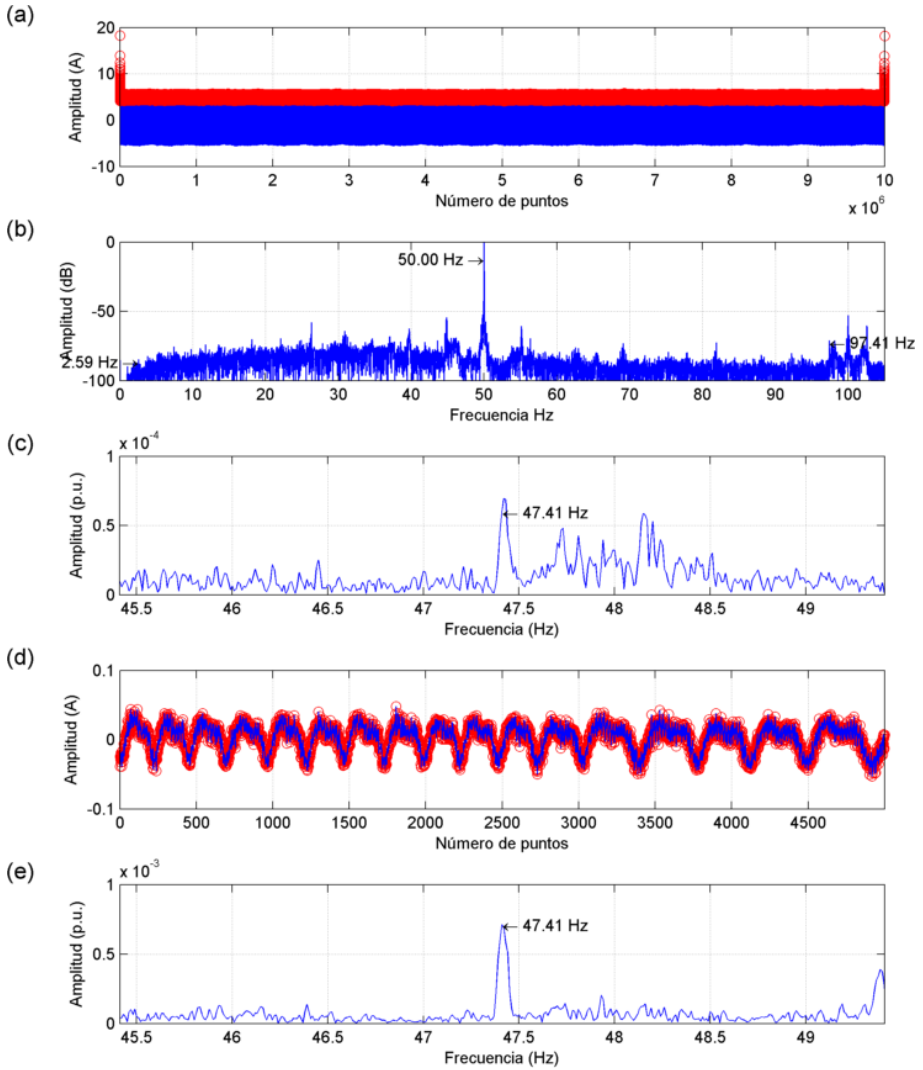 (a)
20
10
0
-10
Amplitud (A)
0 1 2 3 4 5 6 7 8 9 10
Número de puntos
x 10^6
(b)
0
-50
-100
Amplitud (dB)
50.00 Hz →
2.59 Hz →
← 97.41 Hz
0 10 20 30 40 50 60 70 80 90 100
Frecuencia Hz
(c)
x 10^-4
1
0.5
0
Amplitud (p.u.)
← 47.41 Hz
45.5 46 46.5 47 47.5 48 48.5 49
Frecuencia (Hz)
(d)
0.1
0
-0.1
Amplitud (A)
0 500 1000 1500 2000 2500 3000 3500 4000 4500
Número de puntos
(e)
x 10^-3
1
0.5
0
Amplitud (p.u.)
← 47.41 Hz
45.5 46 46.5 47 47.5 48 48.5 49
Frecuencia (Hz)